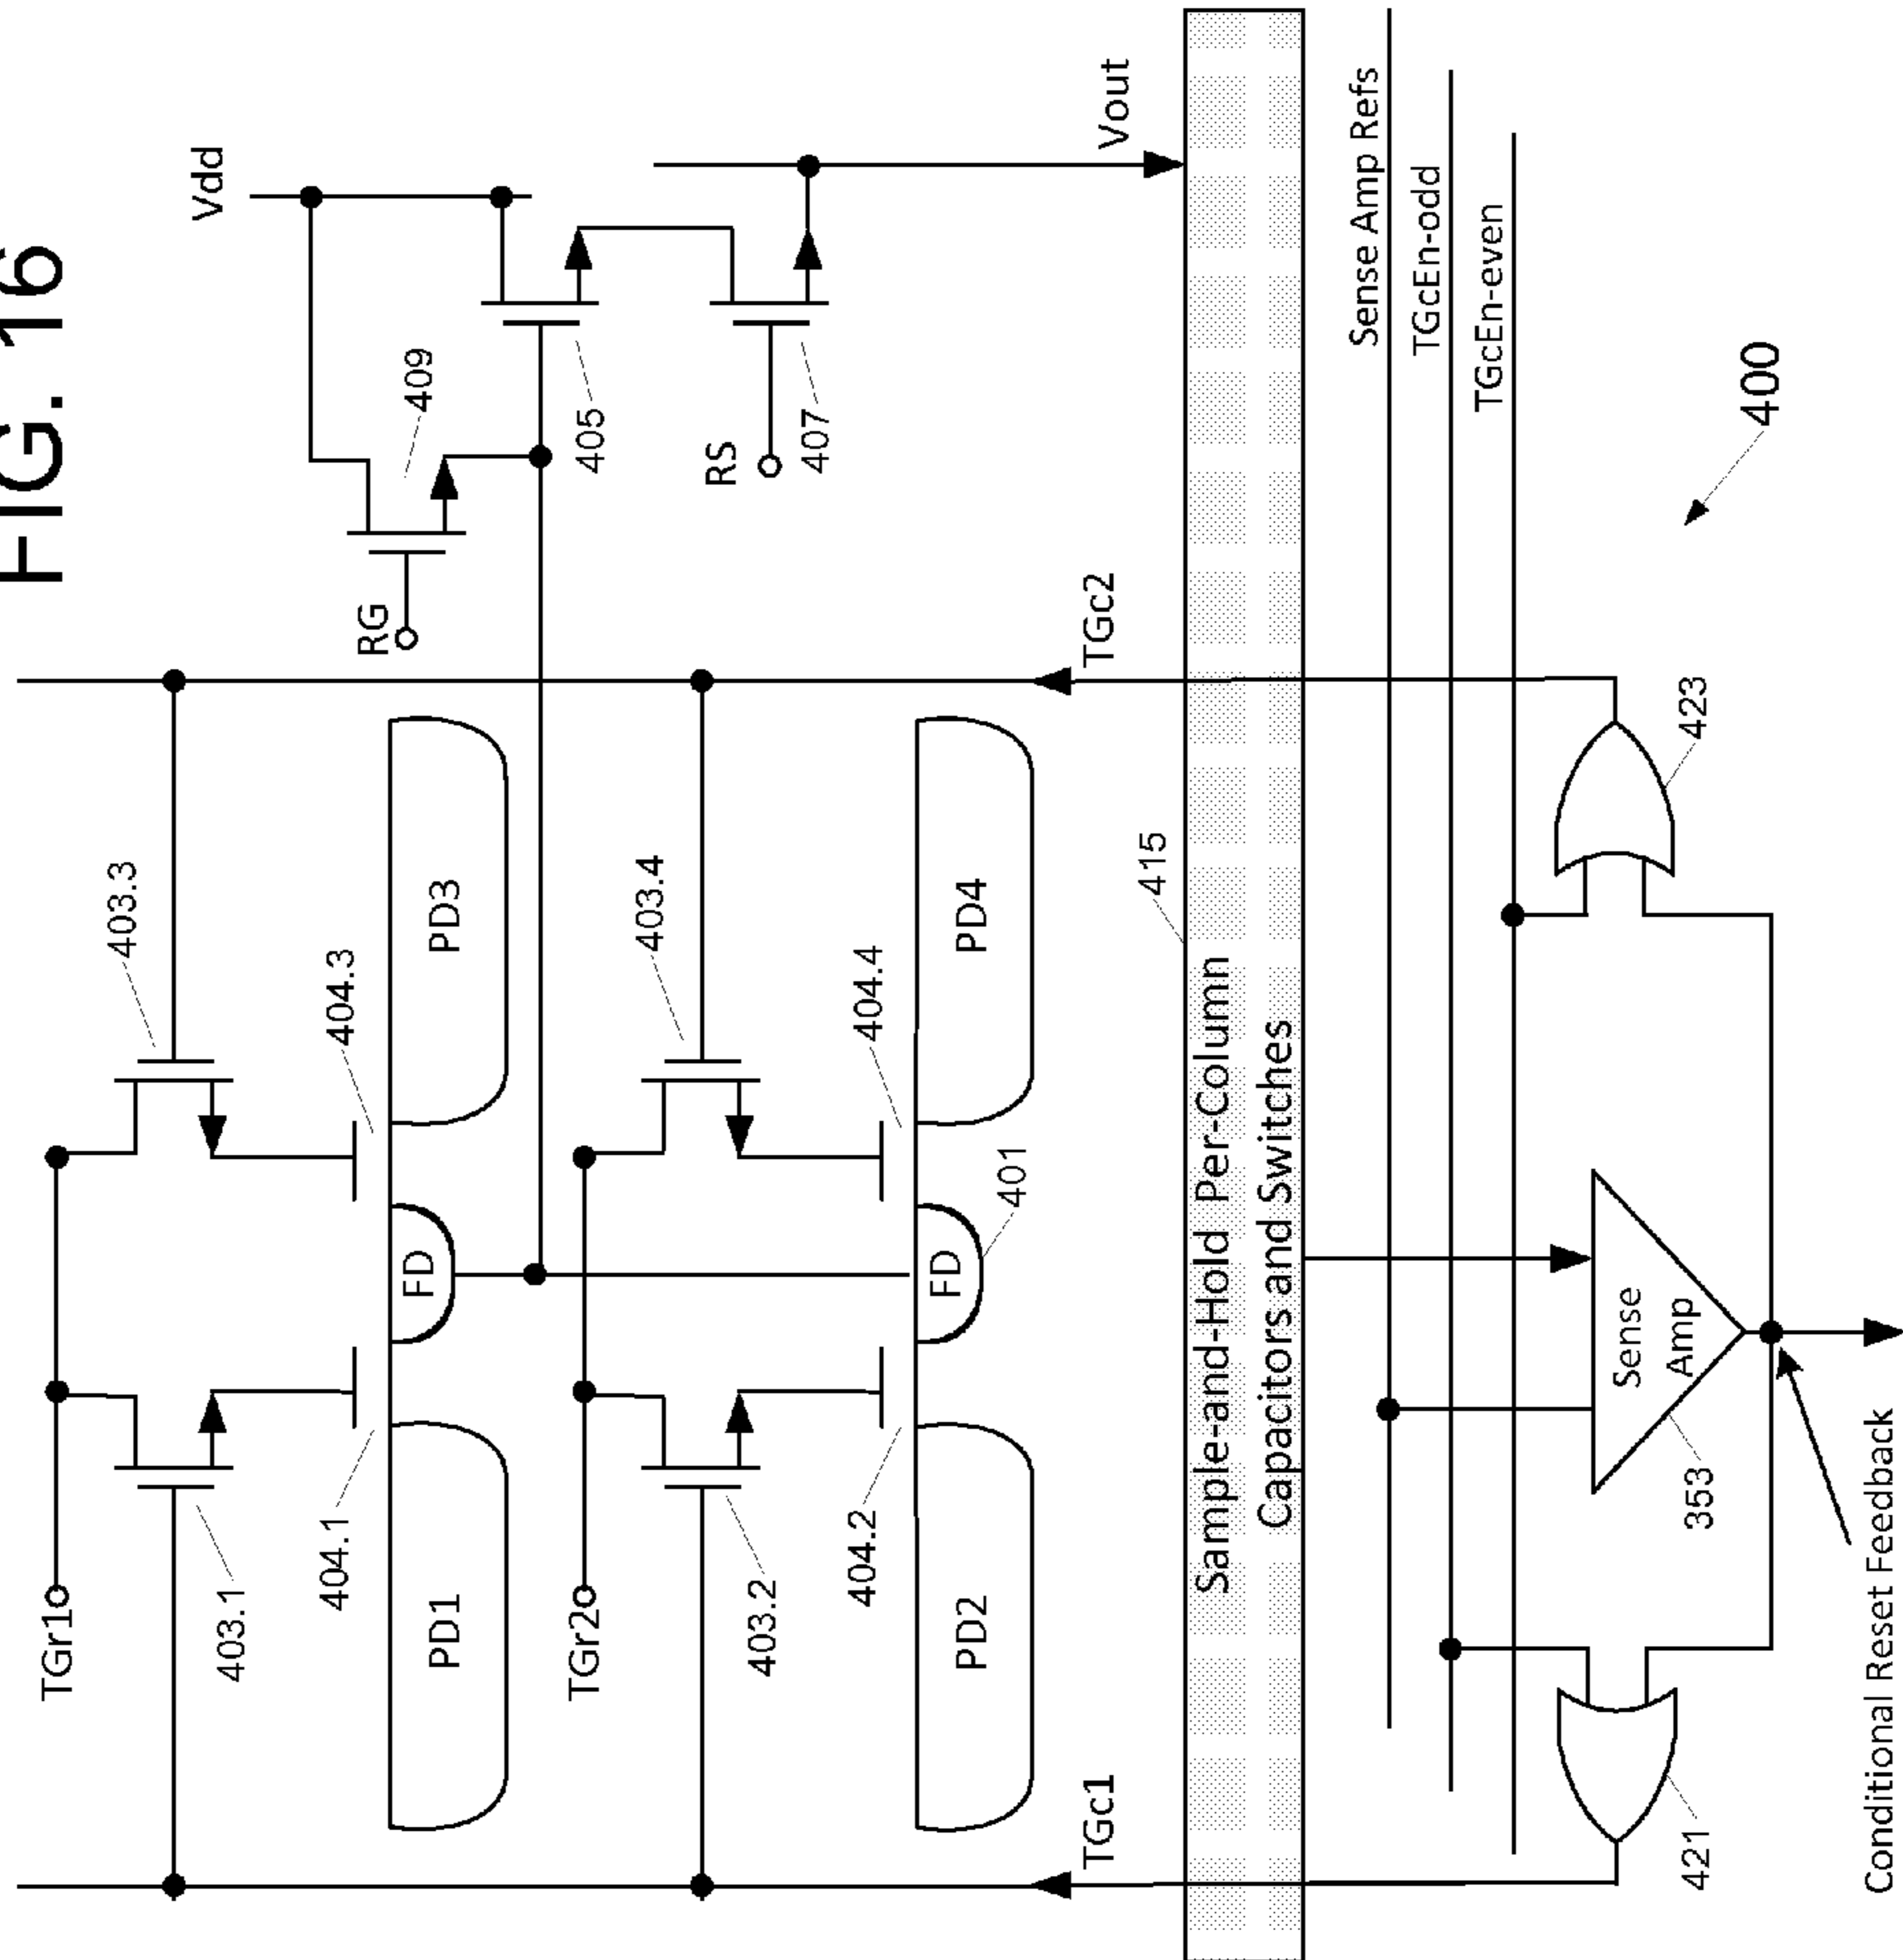 FIG. 16
TGr1
403.1
403.3
404.1
404.3
PD1
FD
PD3
TGr2
403.2
403.4
404.2
404.4
PD2
FD
401
PD4
Vdd
RG
409
405
RS
407
Vout
TGc1
TGc2
415
Sample-and-Hold Per-Column
Capacitors and Switches
Sense Amp Refs
TGcEn-odd
TGcEn-even
Sense
Amp
353
421
423
400
Conditional Reset Feedback